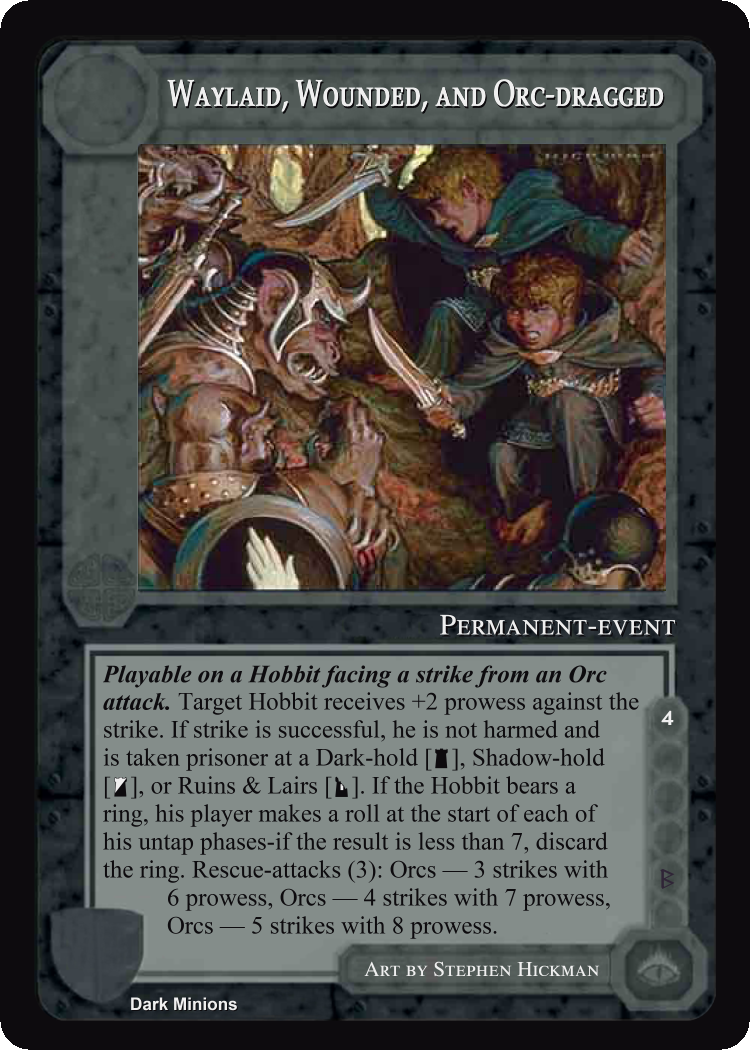 Waylaid, Wounded, and Orc-dragged
Permanent-event
Playable on a Hobbit facing a strike from an Orc
attack. Target Hobbit receives +2 prowess against the
strike. If strike is successful, he is not harmed and
is taken prisoner at a Dark-hold [], Shadow-hold
[], or Ruins & Lairs []. If the Hobbit bears a
ring, his player makes a roll at the start of each of
his untap phases-if the result is less than 7, discard
the ring. Rescue-attacks (3): Orcs — 3 strikes with
6 prowess, Orcs — 4 strikes with 7 prowess,
Orcs — 5 strikes with 8 prowess.
4
Art by Stephen Hickman
Dark Minions